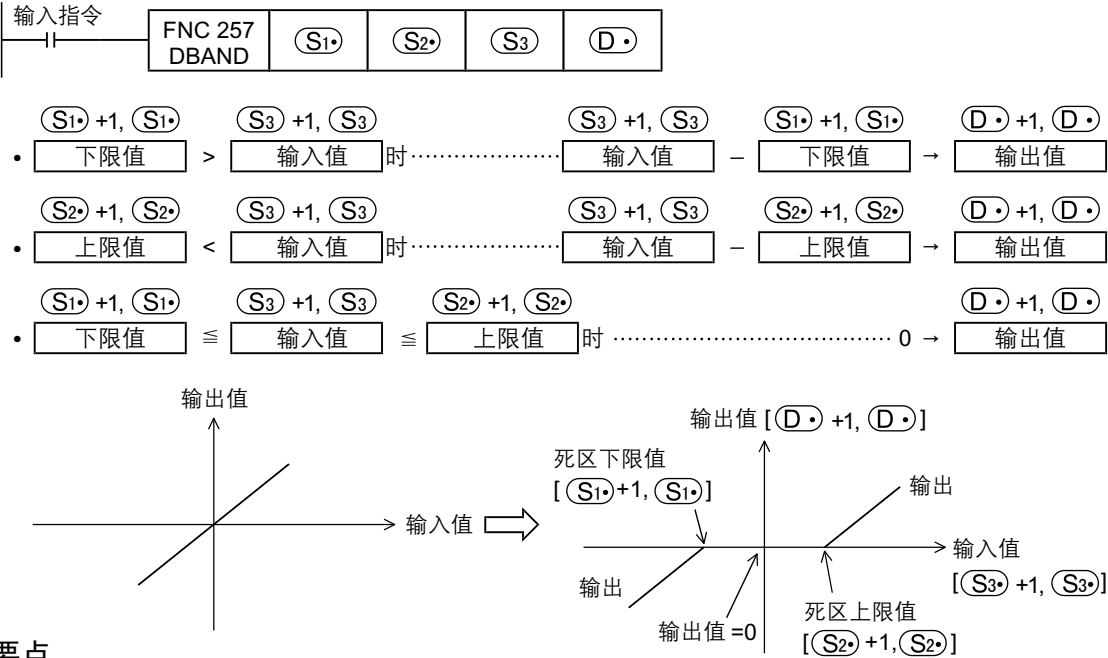 输入指令
FNC 257 DBAND S1• S2• S3 D•
S1• +1, S1• S3 +1, S3 S3 +1, S3 S1• +1, S1• D• +1, D•
• 下限值 > 输入值 时………………… 输入值 – 下限值 → 输出值
S2• +1, S2• S3 +1, S3 S3 +1, S3 S2• +1, S2• D• +1, D•
• 上限值 < 输入值 时………………… 输入值 – 上限值 → 输出值
S1• +1, S1• S3 +1, S3 S2• +1, S2• D• +1, D•
• 下限值 ≦ 输入值 ≦ 上限值 时 ………………………………… 0 → 输出值
输出值
输入值
输出值 [D• +1, D•]
死区下限值
[S1•+1, S1•]
输出
输入值
[S3• +1, S3•]
输出
输出值 =0
死区上限值
[S2• +1,S2•]